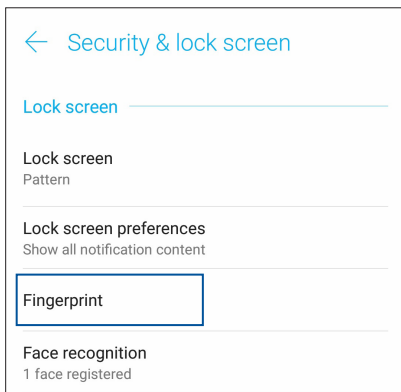 Security & lock screen
Lock screen
Lock screen
Pattern
Lock screen preferences
Show all notification content
Fingerprint
Face recognition
1 face registered